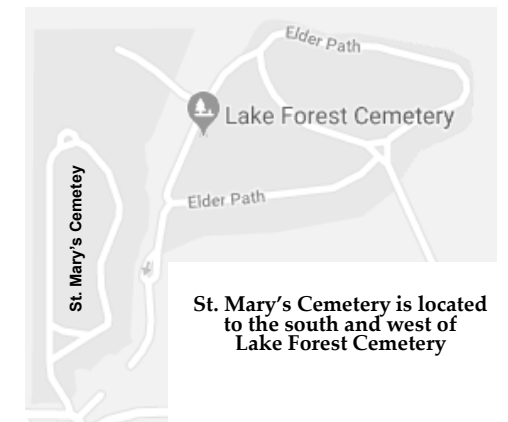 Elder Path
Lake Forest Cemetery
Elder Path
St. Mary's Cemetey
St. Mary's Cemetery is located
to the south and west of
Lake Forest Cemetery